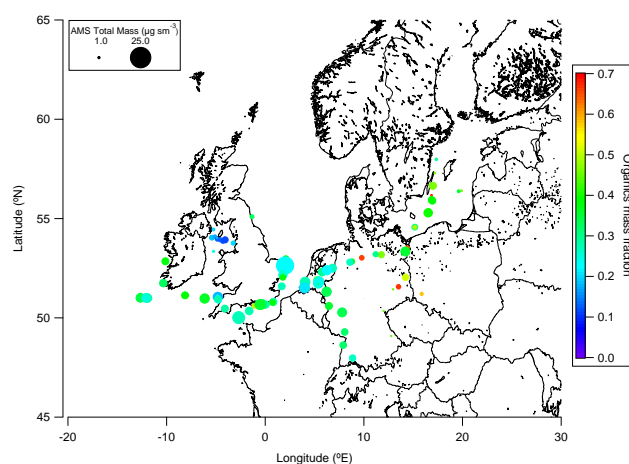 65
60
55
50
45
Latitude (ºN)
-20 -10 0 10 20 30
Longitude (ºE)
AMS Total Mass (µg sm⁻³)
1.0 25.0
0.7
0.6
0.5
0.4
0.3
0.2
0.1
0.0
Organics mass fraction